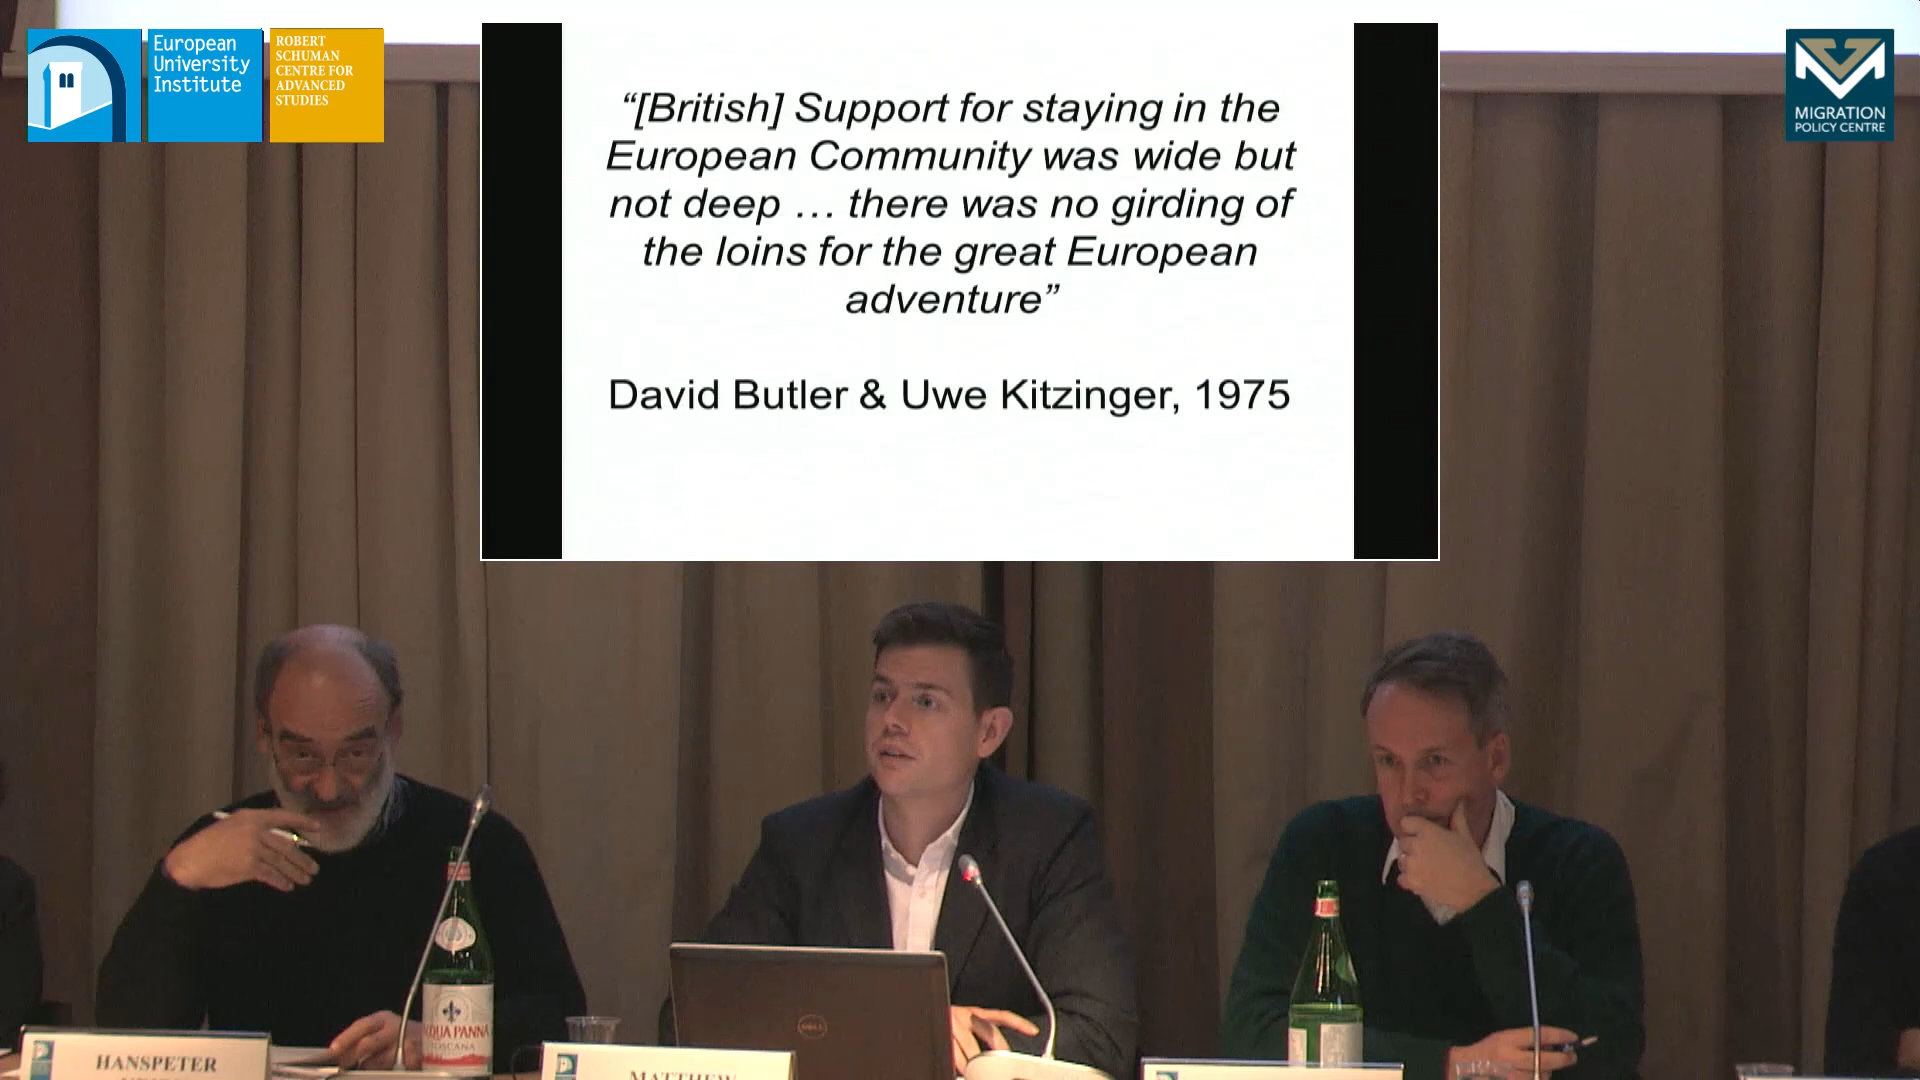 European
University
Institute
ROBERT
SCHUMAN
CENTRE FOR
ADVANCED
STUDIES
MIGRATION
POLICY CENTRE
“[British] Support for staying in the
European Community was wide but
not deep … there was no girding of
the loins for the great European
adventure”
David Butler & Uwe Kitzinger, 1975
ACQUA PANNA
TOSCANA
DELL
HANSPETER
MATTHEW